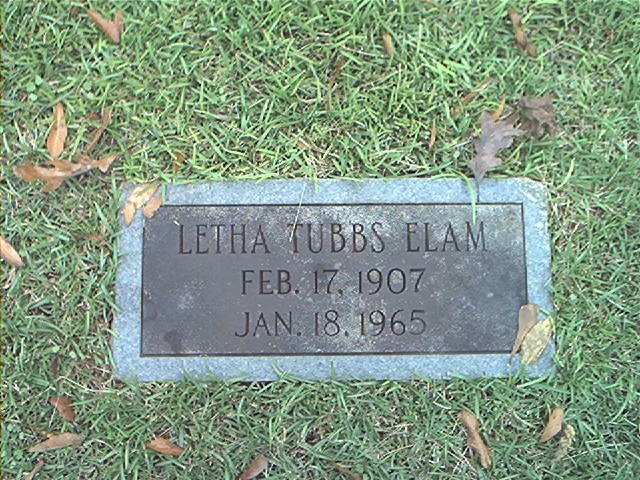 LETHA TUBBS ELAM
FEB. 17, 1907
JAN. 18, 1965